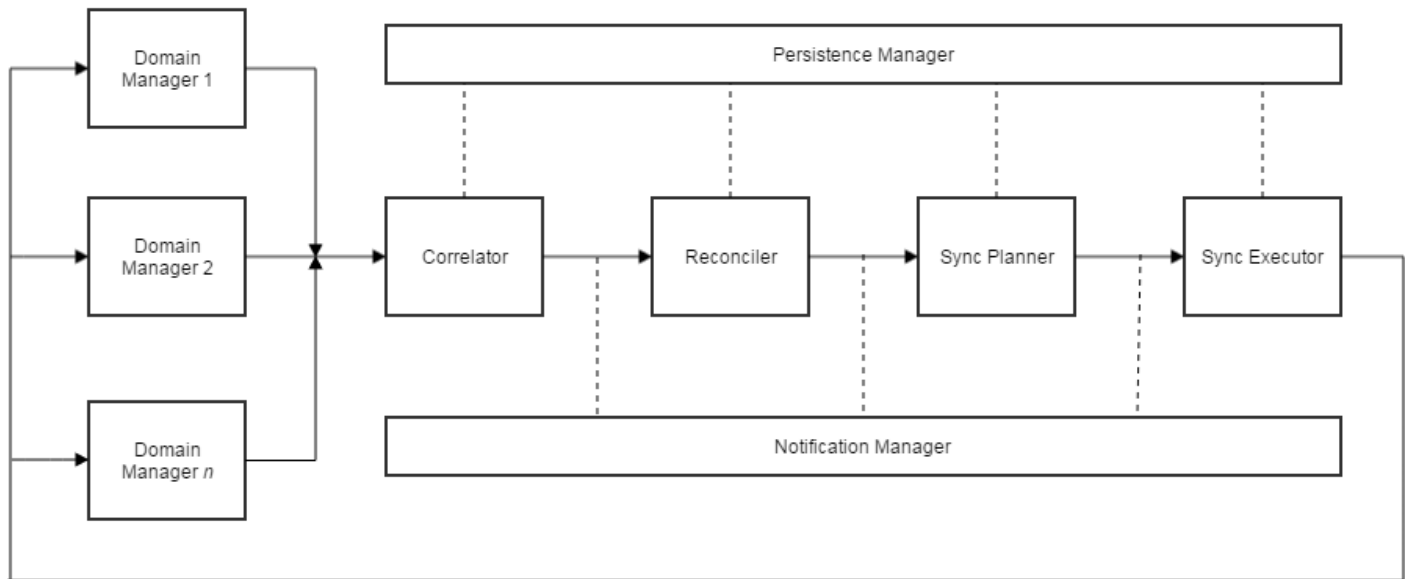 Domain
Manager 1
Persistence Manager
Domain
Manager 2
Correlator
Reconciler
Sync Planner
Sync Executor
Domain
Manager n
Notification Manager